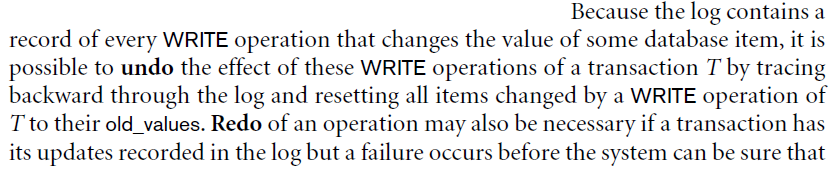 Because the log contains a
record of every WRITE operation that changes the value of some database item, it is
possible to undo the effect of these WRITE operations of a transaction T by tracing
backward through the log and resetting all items changed by a WRITE operation of
T to their old_values. Redo of an operation may also be necessary if a transaction has
its updates recorded in the log but a failure occurs before the system can be sure that